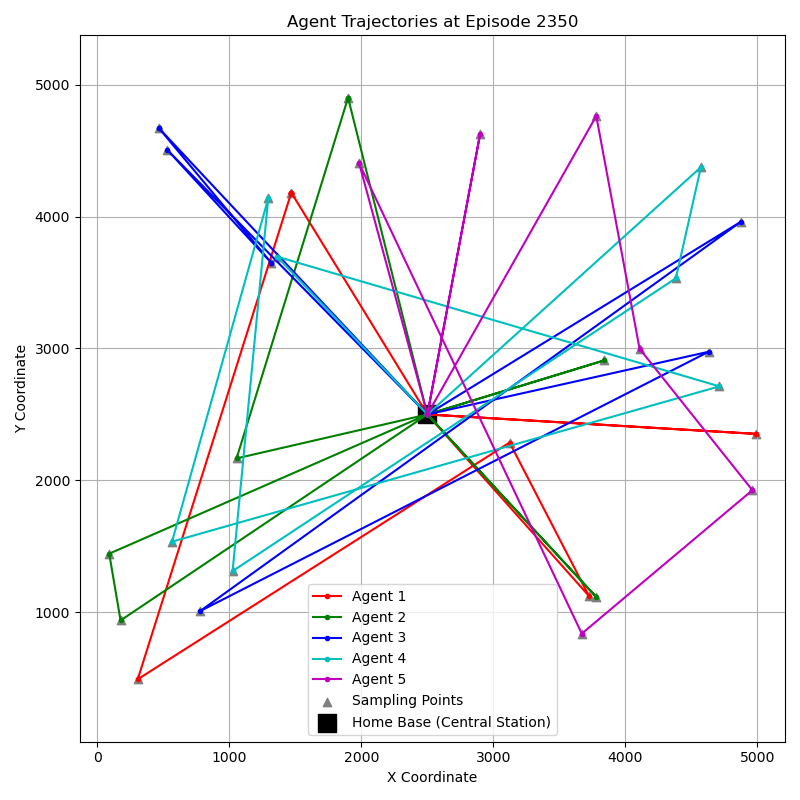 Agent Trajectories at Episode 2350
Y Coordinate
5000
4000
3000
2000
1000
0
1000
2000
3000
4000
5000
X Coordinate
Agent 1
Agent 2
Agent 3
Agent 4
Agent 5
Sampling Points
Home Base (Central Station)